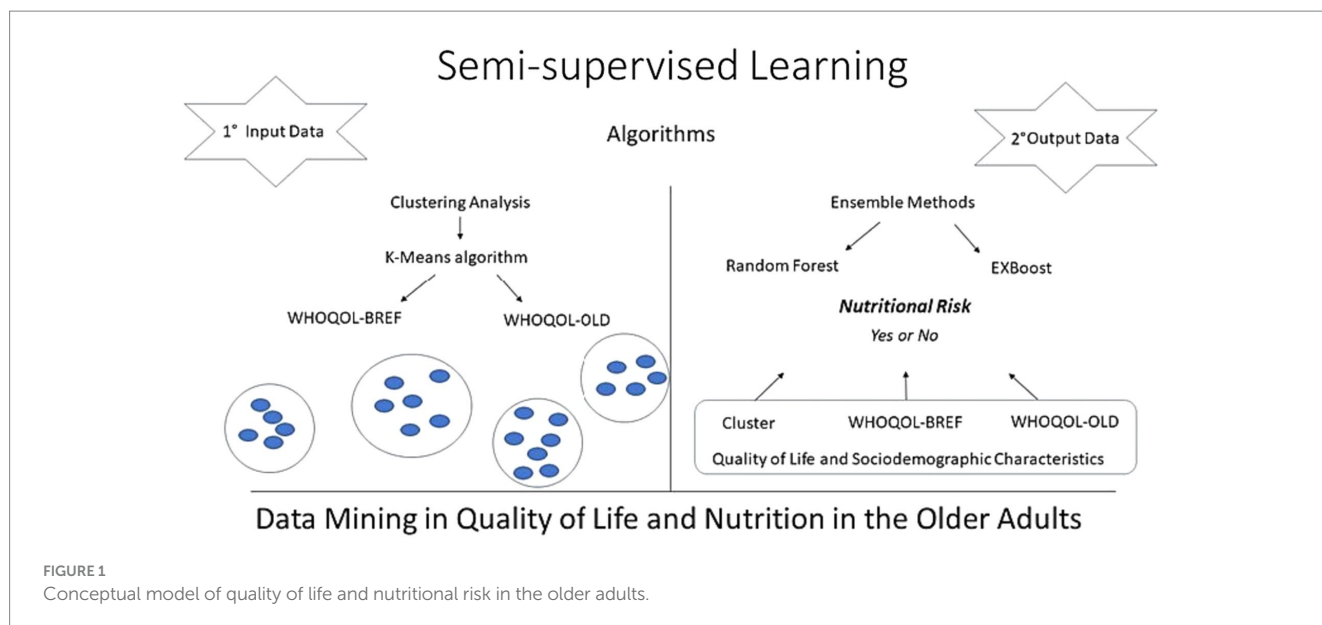 Semi-supervised Learning
1° Input Data
Algorithms
2°Output Data
Clustering Analysis
K-Means algorithm
WHOQOL-BREF
WHOQOL-OLD
Ensemble Methods
Random Forest
EXBoost
Nutritional Risk
Yes or No
Cluster
WHOQOL-BREF
WHOQOL-OLD
Quality of Life and Sociodemographic Characteristics
Data Mining in Quality of Life and Nutrition in the Older Adults
FIGURE 1
Conceptual model of quality of life and nutritional risk in the older adults.